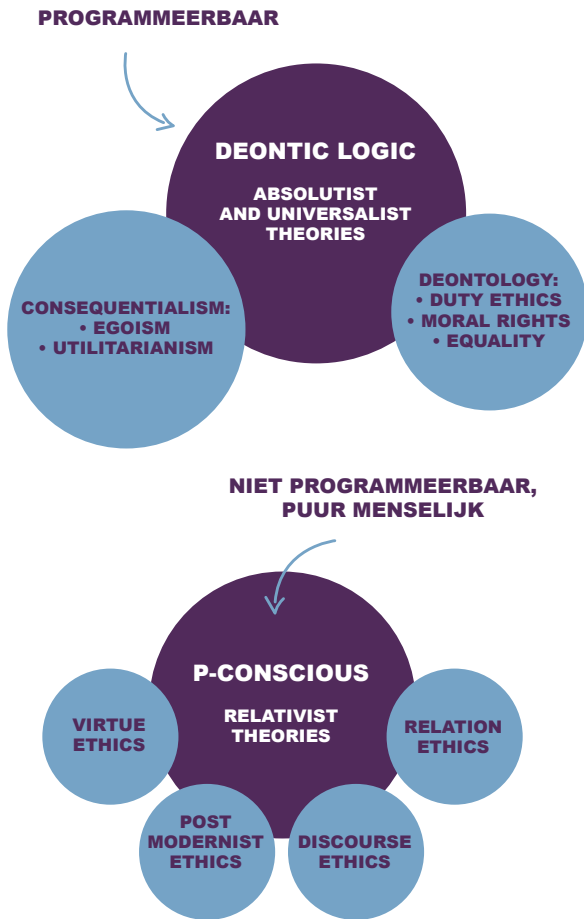 PROGRAMMEERBAAR
DEONTIC LOGIC
ABSOLUTIST
AND UNIVERSALIST
THEORIES
CONSEQUENTIALISM:
• EGOISM
• UTILITARIANISM
DEONTOLOGY:
• DUTY ETHICS
• MORAL RIGHTS
• EQUALITY
NIET PROGRAMMEERBAAR,
PUUR MENSELIJK
P-CONSCIOUS
RELATIVIST
THEORIES
VIRTUE
ETHICS
RELATION
ETHICS
POST
MODERNIST
ETHICS
DISCOURSE
ETHICS